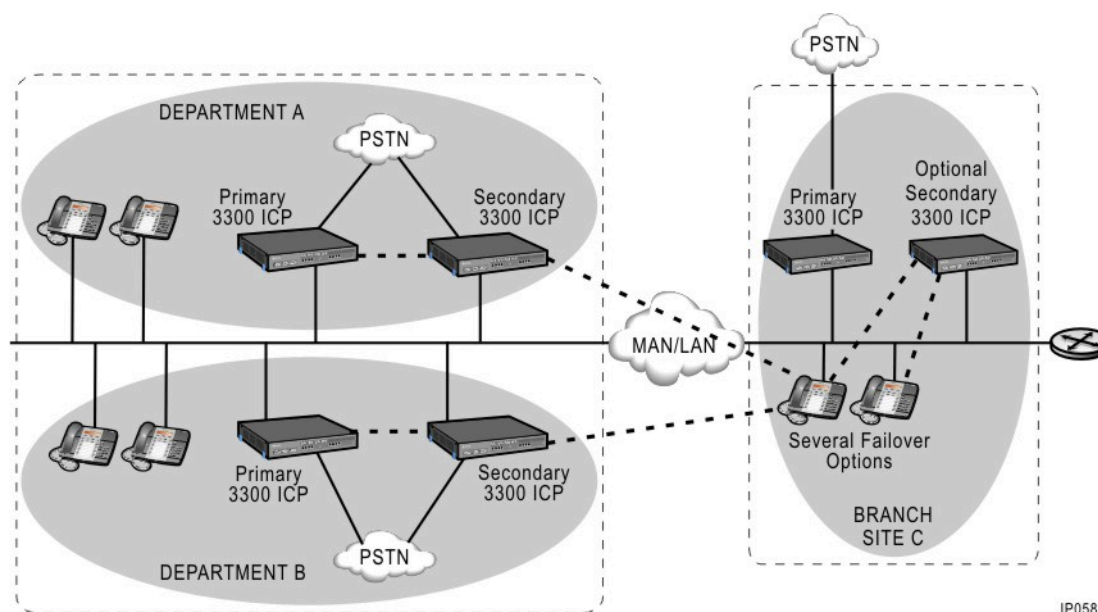 PSTN
DEPARTMENT A
PSTN
Primary
3300 ICP
Secondary
3300 ICP
Primary
3300 ICP
Optional
Secondary
3300 ICP
MAN/LAN
Primary
3300 ICP
Secondary
3300 ICP
Several Failover
Options
PSTN
DEPARTMENT B
BRANCH
SITE C
IP058